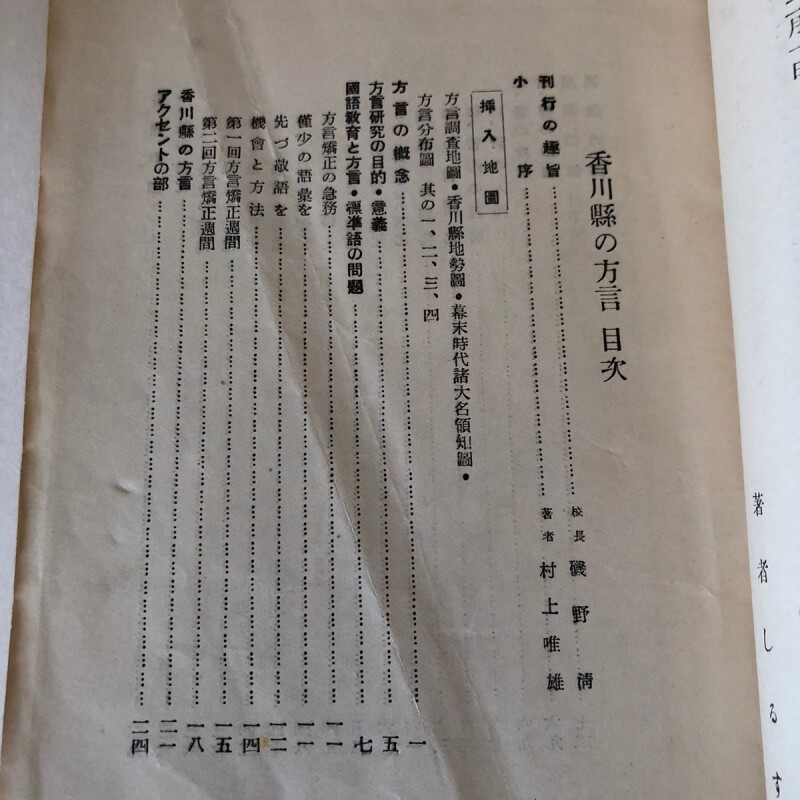 著者しるす
香川縣の方言 目次
刊行の趣旨……校長 磯野清
小序……著者 村上唯雄
挿入地圖
方言調査地圖・香川縣地勢圖・幕末時代諸大名領知圖・
方言分布圖 其の一、二、三、四
方言の概念……一
方言研究の目的・意義……五
國語敎育と方言・標準語の問題……七
方言矯正の急務……一一
僅少の語彙を……一一
先づ敬語を……一二
機會と方法……一四
第一回方言矯正週間……一五
第二回方言矯正週間……一八
香川縣の方言……二一
アクセントの部……二四